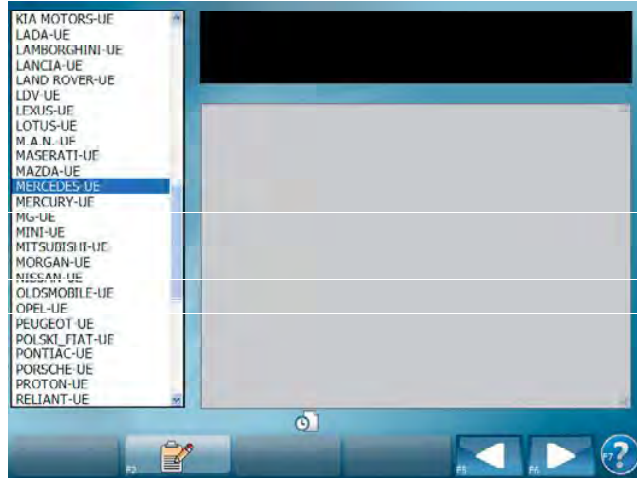 KIA MOTORS-UE
LADA-UE
LAMBORGHINI-UE
LANCIA-UE
LAND ROVER-UE
LDV-UE
LEXUS-UE
LOTUS-UE
M.A.N.-UE
MASERATI-UE
MAZDA-UE
MERCEDES-UE
MERCURY-UE
MG-UE
MINI-UE
MITSUBISHI-UE
MORGAN-UE
NISSAN-UE
OLDSMOBILE-UE
OPEL-UE
PEUGEOT-UE
POLSKI_FIAT-UE
PONTIAC-UE
PORSCHE-UE
PROTON-UE
RELIANT-UE
F2 F5 F6 F7 ?